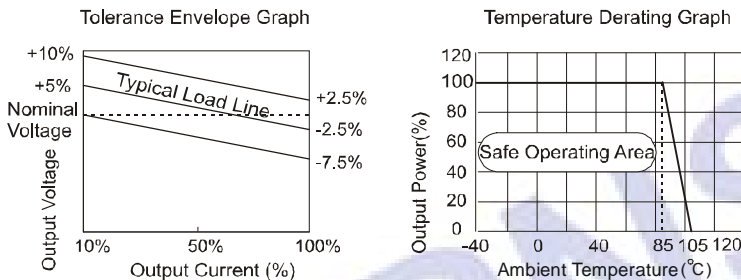 Tolerance Envelope Graph
+10%
+5%
Nominal
Voltage
Output Voltage
Typical Load Line
+2.5%
-2.5%
-7.5%
10%
50%
100%
Output Current (%)
Temperature Derating Graph
Output Power(%)
120
100
80
60
40
20
0
Safe Operating Area
-40
0
40
85
105
120
Ambient Temperature(°C)